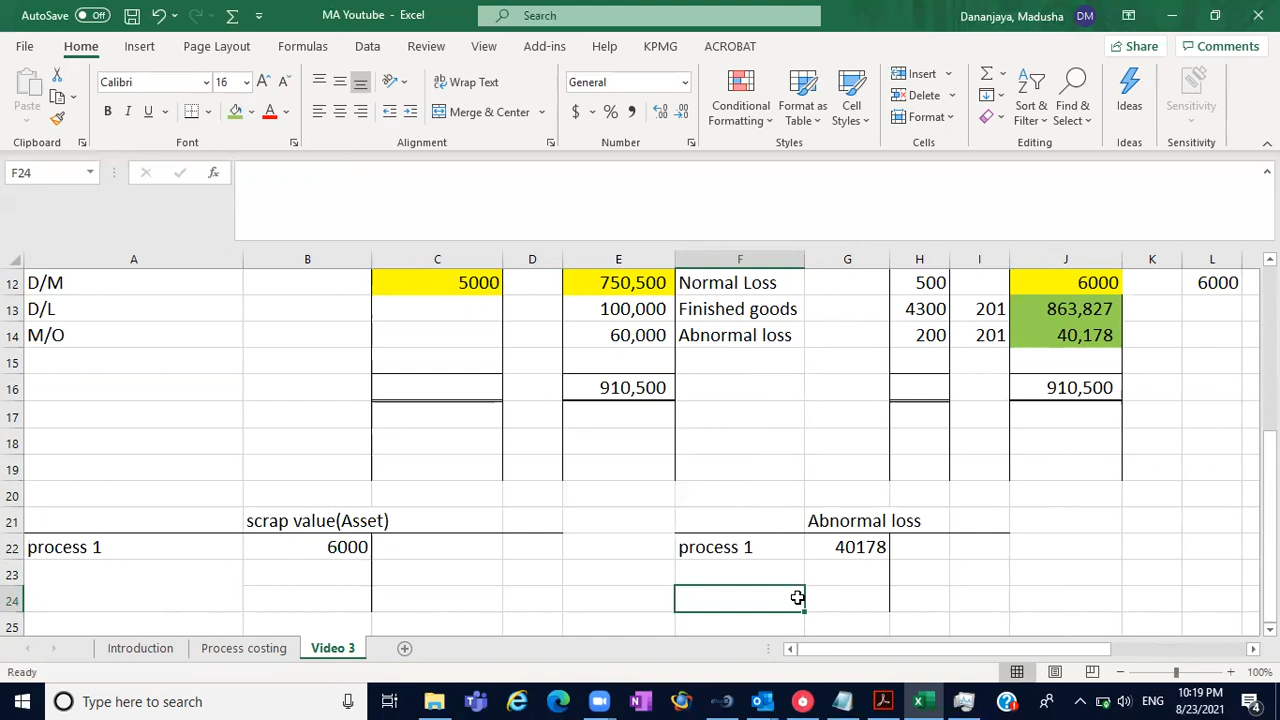 AutoSave Off MA Youtube - Excel Search Dananjaya, Madusha DM
File Home Insert Page Layout Formulas Data Review View Add-ins Help KPMG ACROBAT Share Comments
Paste Calibri 16 Wrap Text General Conditional Formatting Format as Table Cell Styles Insert Sort & Filter Find & Select Ideas Sensitivity
B I U Merge & Center $ % Delete
Format
Clipboard Font Alignment Number Styles Cells Editing Ideas Sensitivity
F24 fx
A B C D E F G H I J K L
12 D/M 5000 750,500 Normal Loss 500 6000 6000
13 D/L 100,000 Finished goods 4300 201 863,827
14 M/O 60,000 Abnormal loss 200 201 40,178
15
16 910,500 910,500
17
18
19
20
21 scrap value(Asset) Abnormal loss
22 process 1 6000 process 1 40178
23
24
25
Introduction Process costing Video 3
Ready 100%
Type here to search ENG 10:19 PM
8/23/2021 4